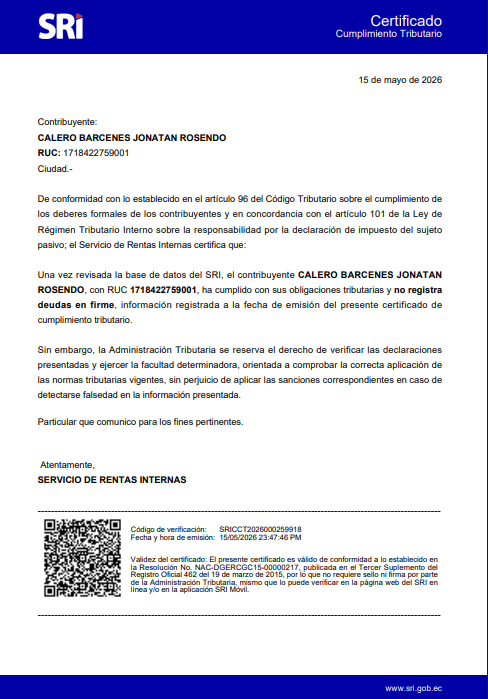 SRi
Certificado
Cumplimiento Tributario
15 de mayo de 2026
Contribuyente:
CALERO BARCENES JONATAN ROSENDO
RUC: 1718422759001
Ciudad.-
De conformidad con lo establecido en el artículo 96 del Código Tributario sobre el cumplimiento de
los deberes formales de los contribuyentes y en concordancia con el artículo 101 de la Ley de
Régimen Tributario Interno sobre la responsabilidad por la declaración de impuesto del sujeto
pasivo; el Servicio de Rentas Internas certifica que:
Una vez revisada la base de datos del SRI, el contribuyente CALERO BARCENES JONATAN
ROSENDO, con RUC 1718422759001, ha cumplido con sus obligaciones tributarias y no registra
deudas en firme, información registrada a la fecha de emisión del presente certificado de
cumplimiento tributario.
Sin embargo, la Administración Tributaria se reserva el derecho de verificar las declaraciones
presentadas y ejercer la facultad determinadora, orientada a comprobar la correcta aplicación de
las normas tributarias vigentes, sin perjuicio de aplicar las sanciones correspondientes en caso de
detectarse falsedad en la información presentada.
Particular que comunico para los fines pertinentes.
Atentamente,
SERVICIO DE RENTAS INTERNAS
Código de verificación: SRICCT2026000259918
Fecha y hora de emisión: 15/05/2026 23:47:46 PM
Validez del certificado: El presente certificado es válido de conformidad a lo establecido en
la Resolución No. NAC-DGERCGC15-00000217, publicada en el Tercer Suplemento del
Registro Oficial 462 del 19 de marzo de 2015, por lo que no requiere sello ni firma por parte
de la Administración Tributaria, mismo que lo puede verificar en la página web del SRI en
línea y/o en la aplicación SRI Móvil.
www.sri.gob.ec